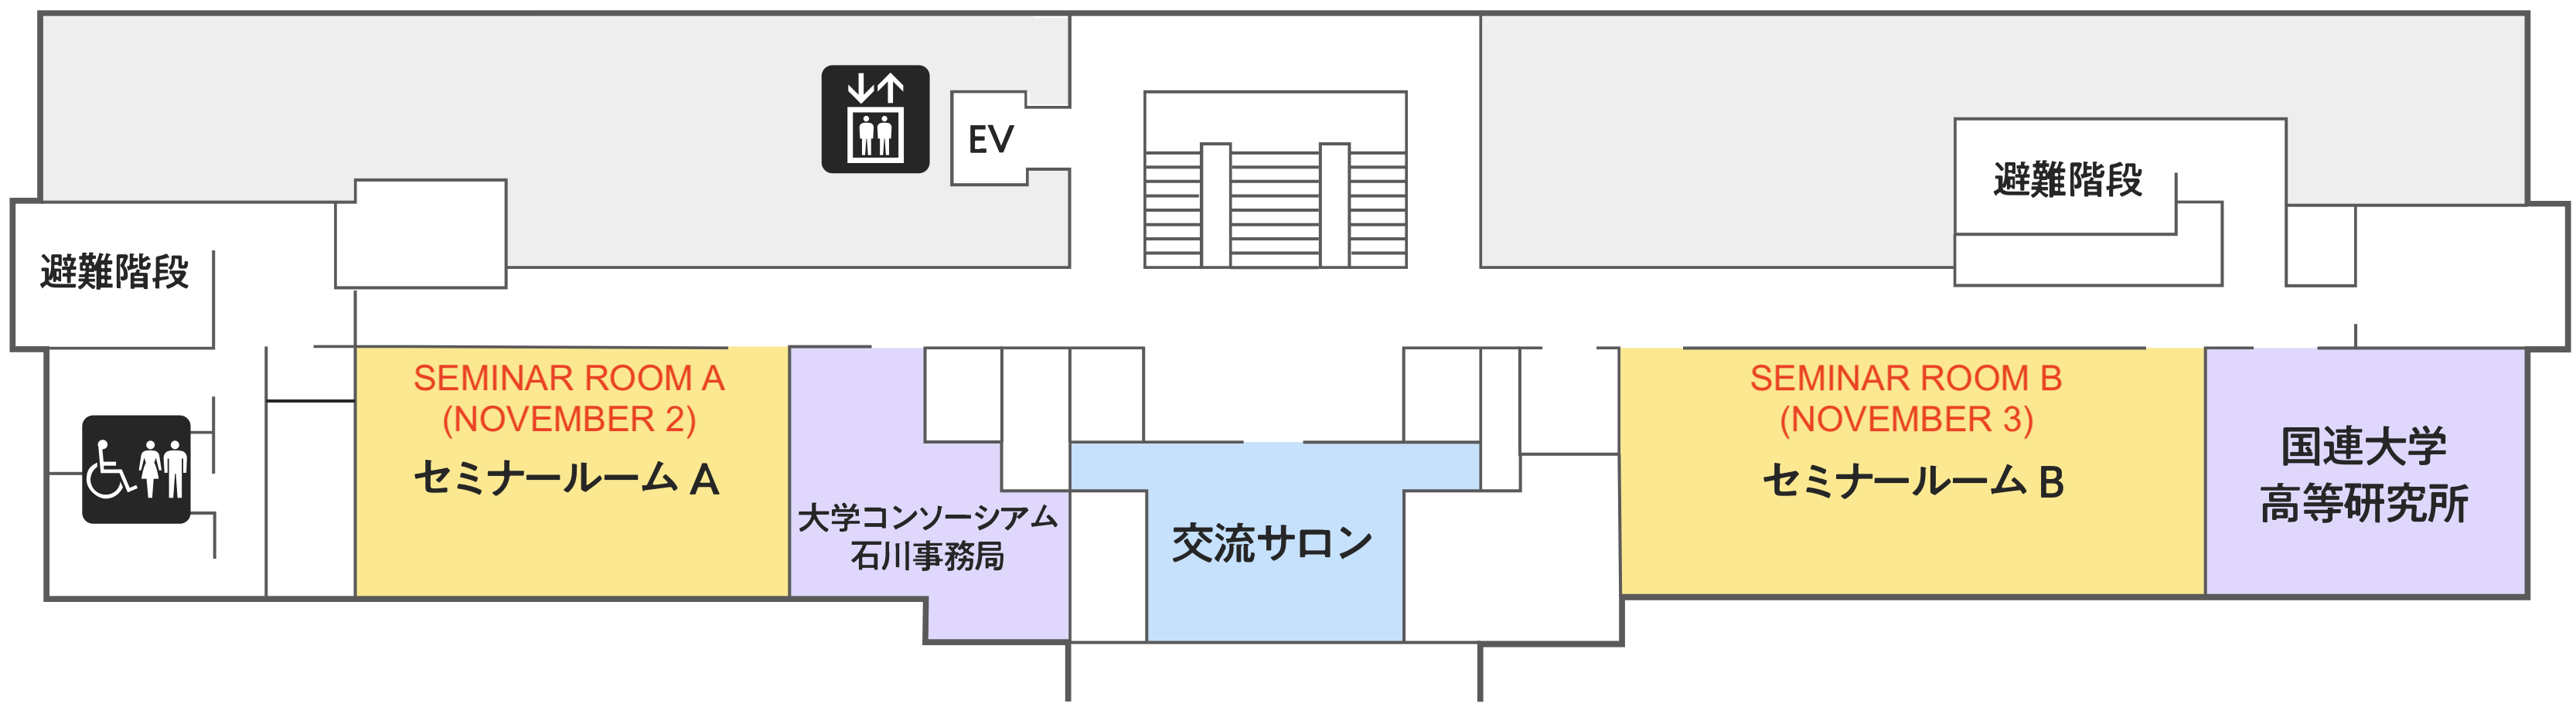 EV
避難階段
避難階段
SEMINAR ROOM A
(NOVEMBER 2)
セミナールーム A
大学コンソーシアム
石川事務局
交流サロン
SEMINAR ROOM B
(NOVEMBER 3)
セミナールーム B
国連大学
高等研究所